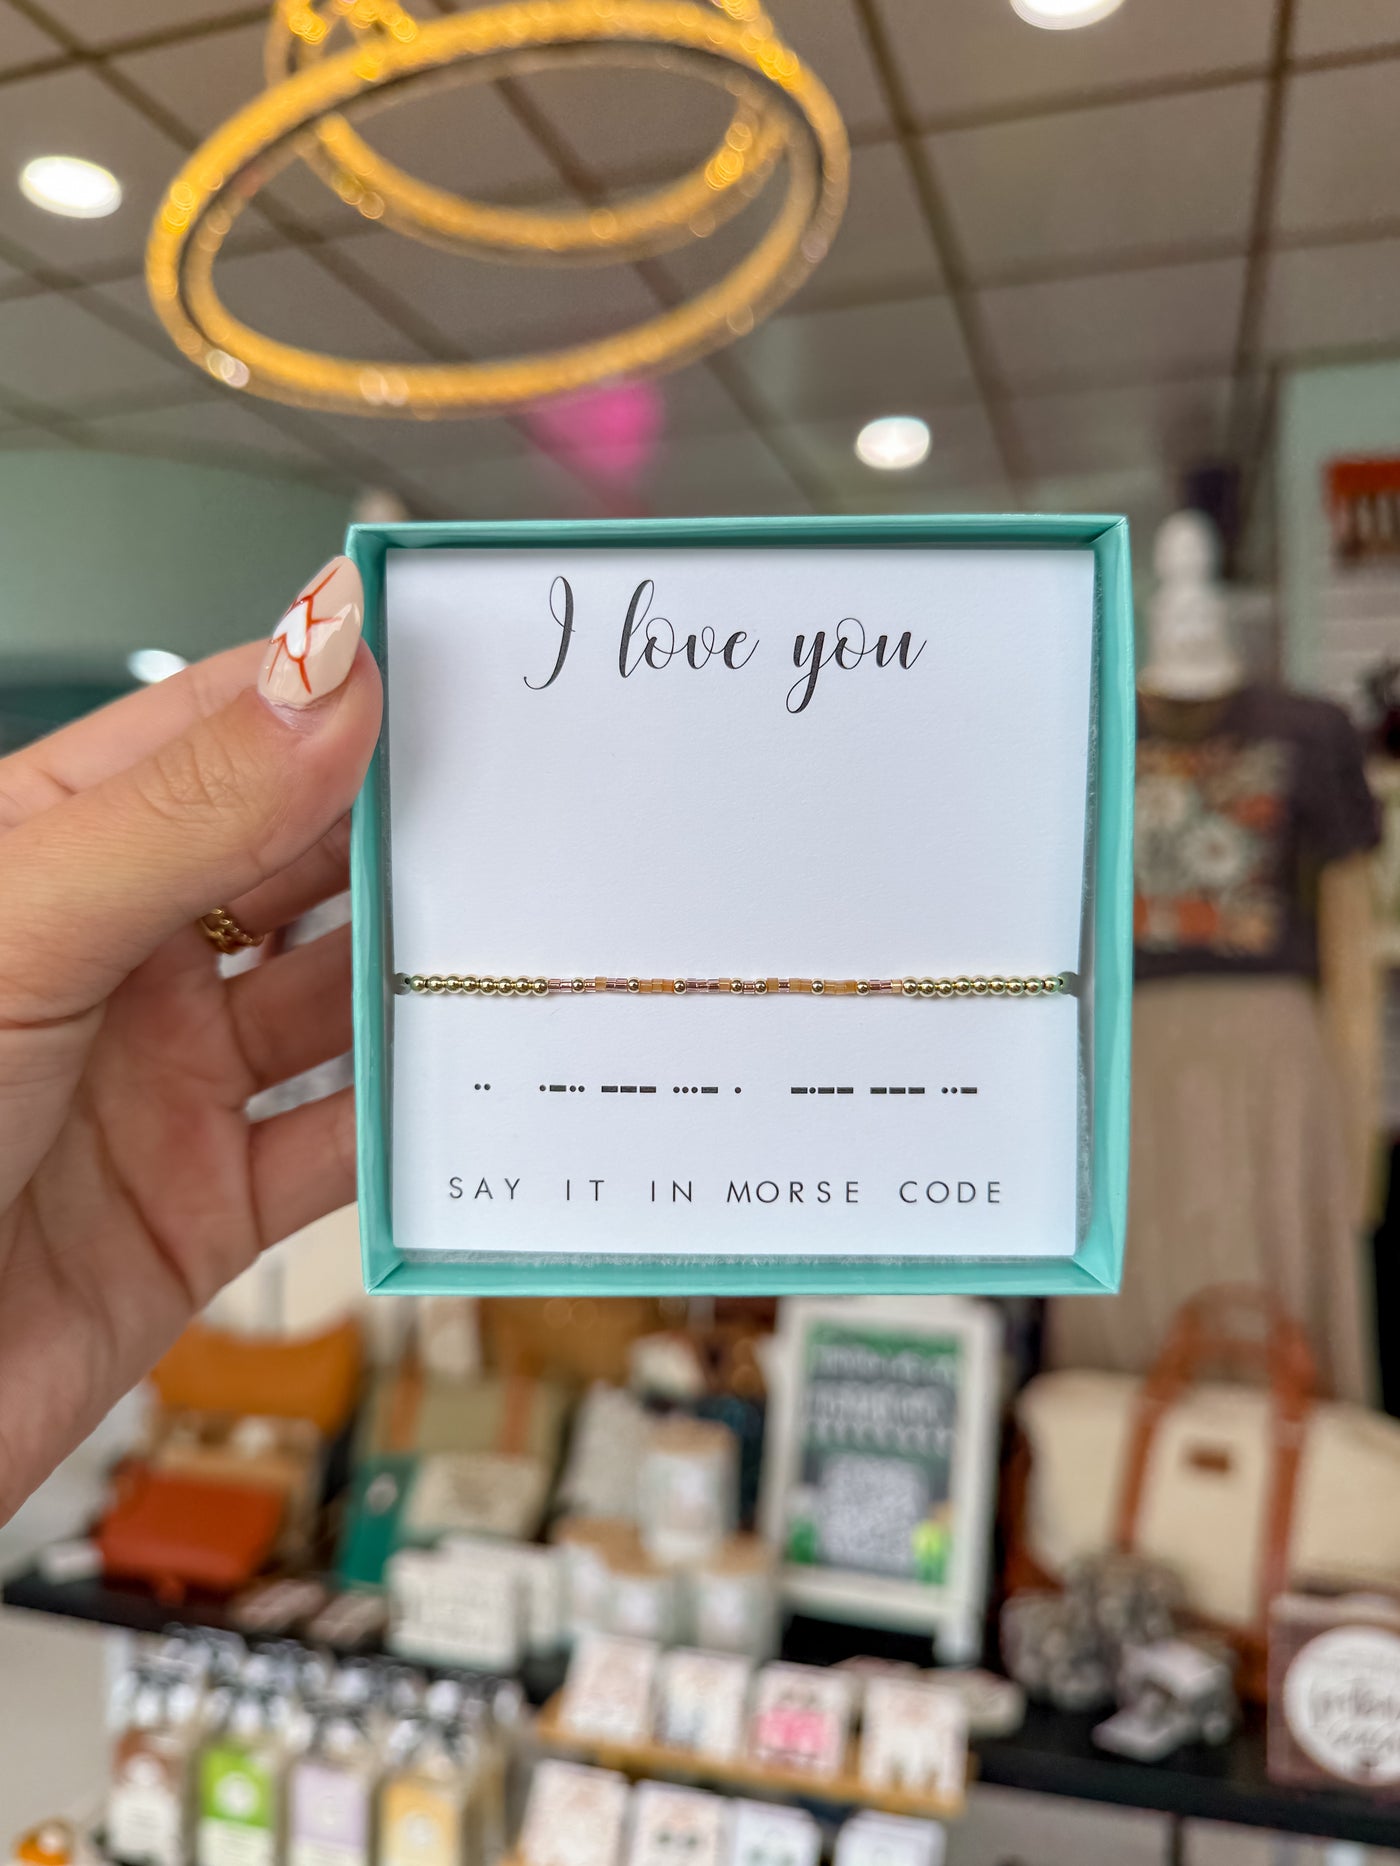 I love you
•• •−•• −−− •••− • −•−− −−− ••−
SAY IT IN MORSE CODE